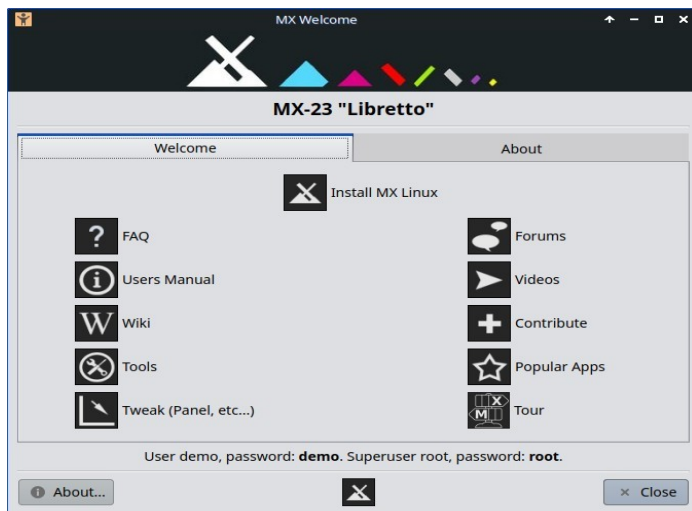 MX Welcome
MX-23 "Libretto"
Welcome About
Install MX Linux
FAQ Forums
Users Manual Videos
Wiki Contribute
Tools Popular Apps
Tweak (Panel, etc...) Tour
User demo, password: demo. Superuser root, password: root.
About... Close